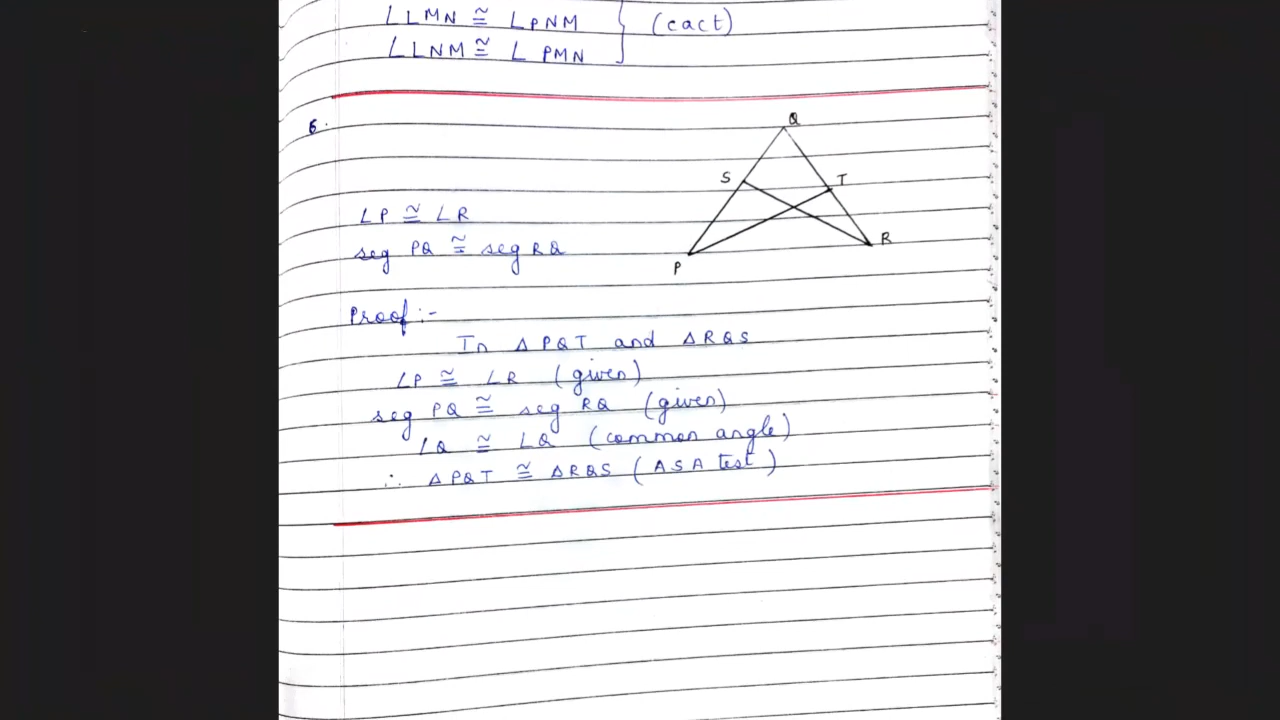 ∠LMN ≅ ∠PNM
∠LNM ≅ ∠PMN
(cact)
6.
Q
S
T
R
P
∠P ≅ ∠R
seg PQ ≅ seg RQ
Proof :-
In △PQT and △RQS
∠P ≅ ∠R (given)
seg PQ ≅ seg RQ (given)
∠Q ≅ ∠Q (common angle)
∴ △PQT ≅ △RQS (ASA test)